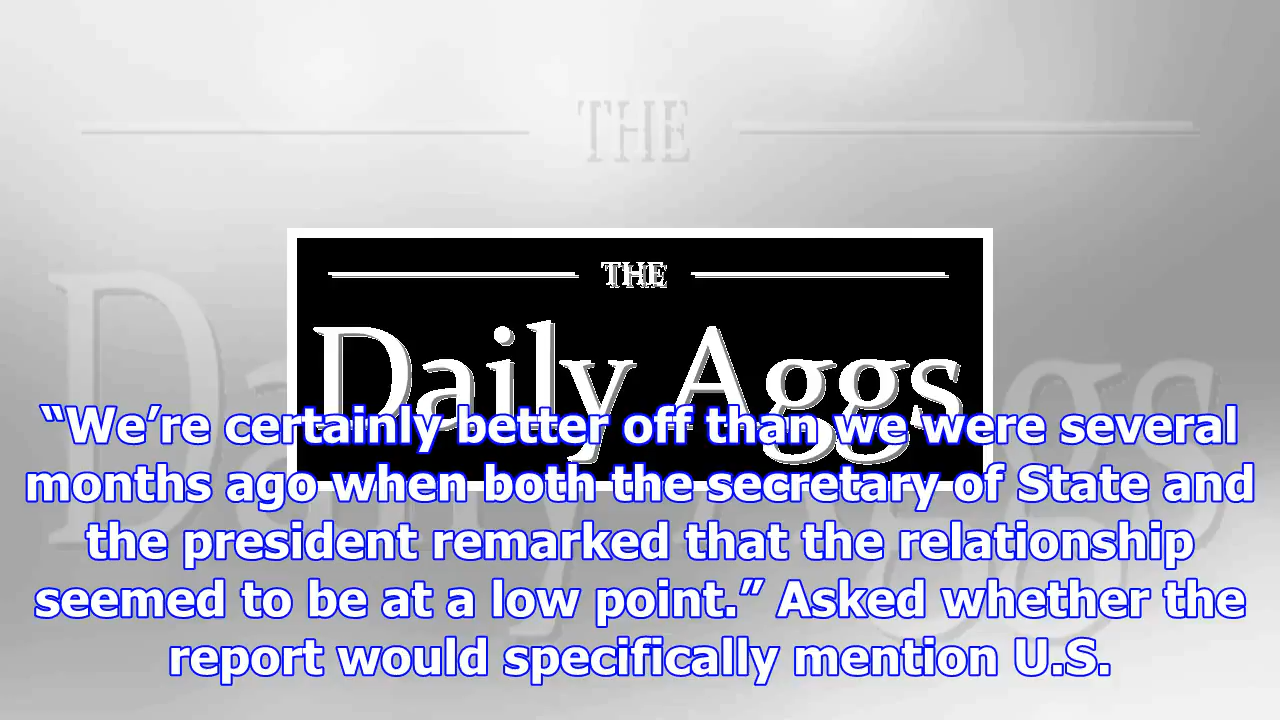 THE
THE
Daily Aggs
Daily Aggs
“We’re certainly better off than we were several
months ago when both the secretary of State and
the president remarked that the relationship
seemed to be at a low point.” Asked whether the
report would specifically mention U.S.